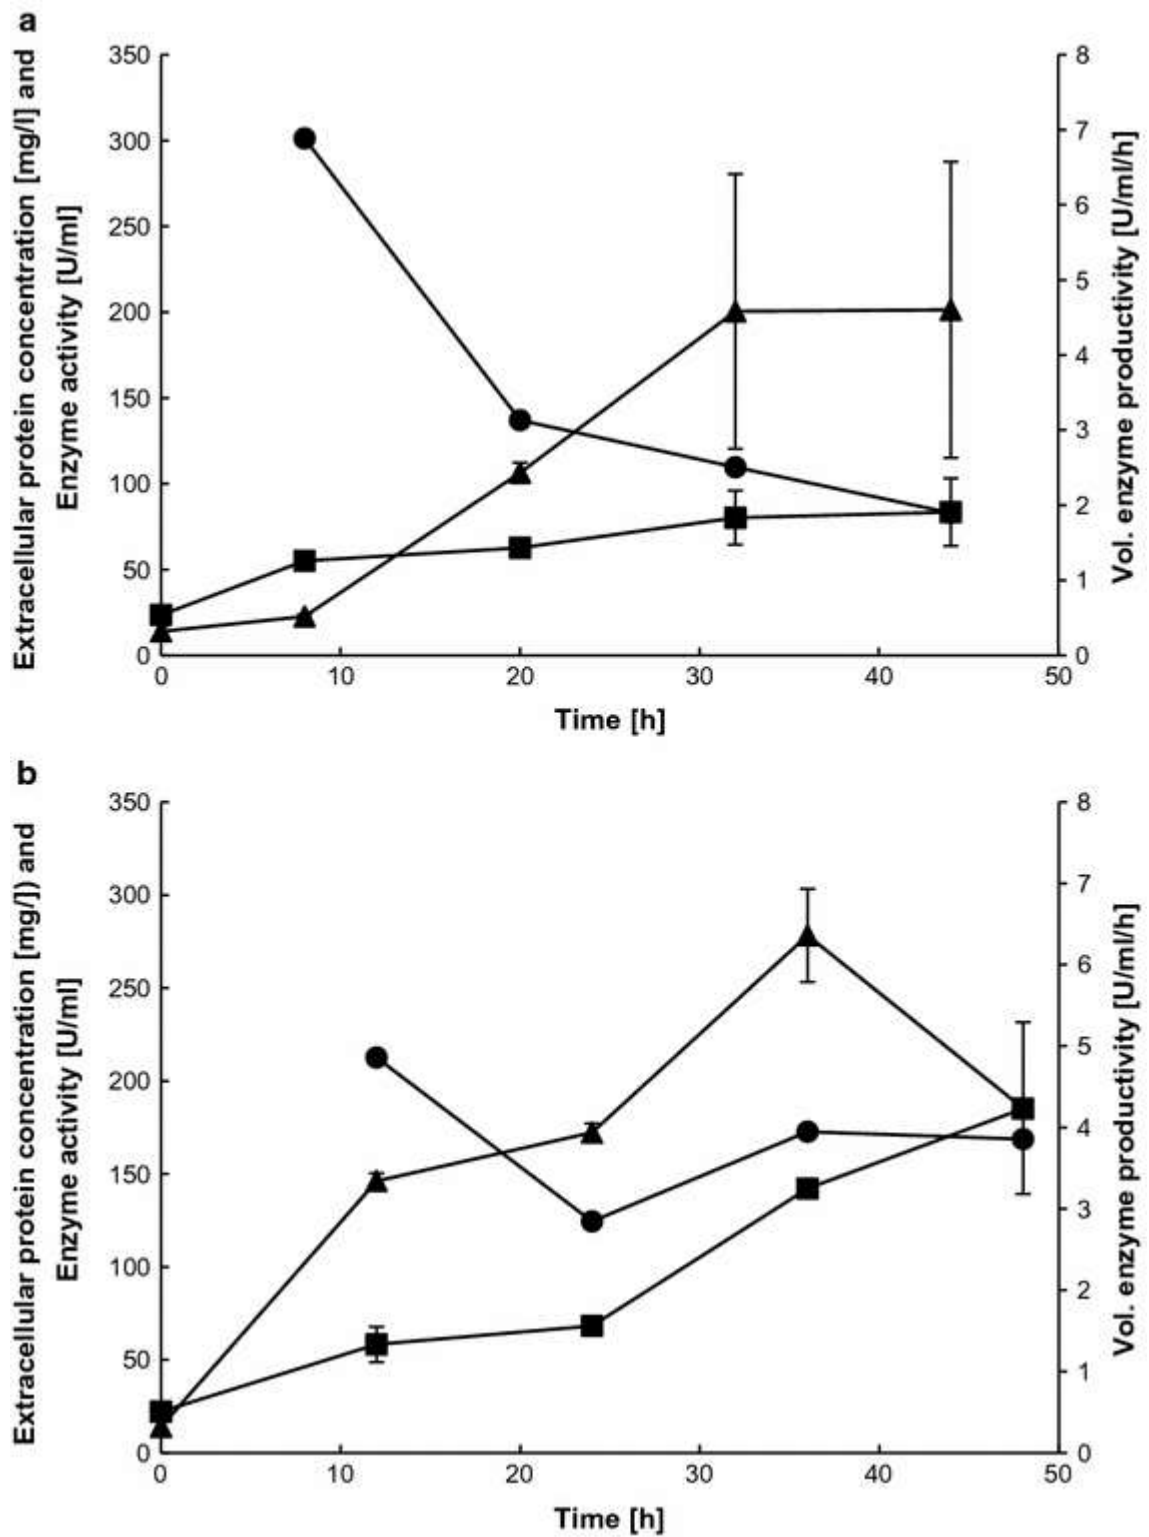 a
Extracellular protein concentration [mg/l] and
Enzyme activity [U/ml]
350
300
250
200
150
100
50
0
8
7
6
5
4
3
2
1
0
Vol. enzyme productivity [U/ml/h]
0 10 20 30 40 50
Time [h]
b
Extracellular protein concentration [mg/]) and
Enzyme activity [U/ml]
350
300
250
200
150
100
50
0
8
7
6
5
4
3
2
1
0
Vol. enzyme productivity [U/ml/h]
0 10 20 30 40 50
Time [h]